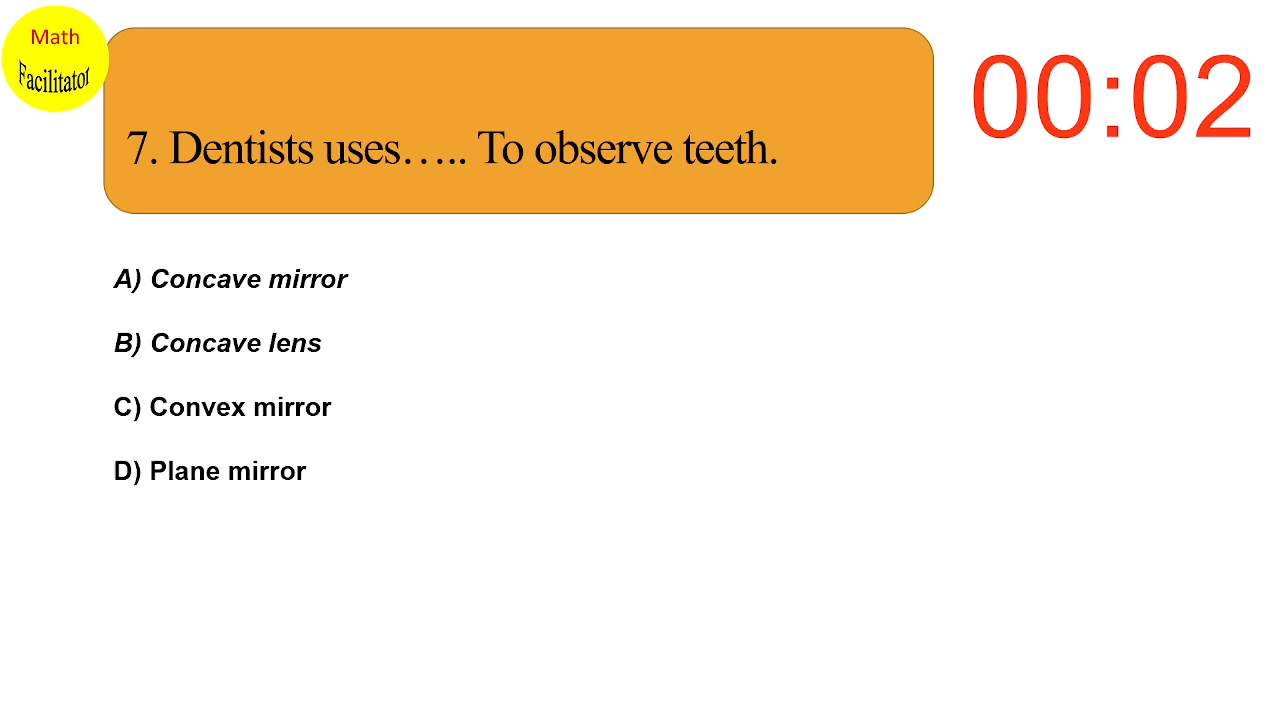 Math
Facilitator
00:02
7. Dentists uses….. To observe teeth.
A) Concave mirror
B) Concave lens
C) Convex mirror
D) Plane mirror